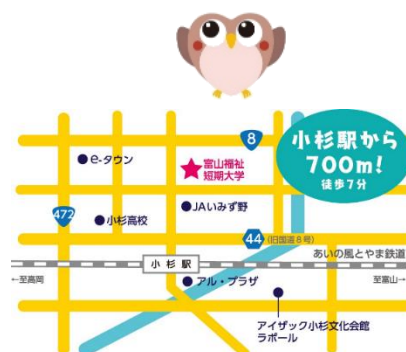 8
小杉駅から
700m!
徒歩7分
e-タウン
富山福祉
短期大学
472
小杉高校
JAいみず野
44
(旧国道8号)
あいの風とやま鉄道
小杉駅
←至高岡
アル・プラザ
至富山→
アイザック小杉文化会館
ラポール